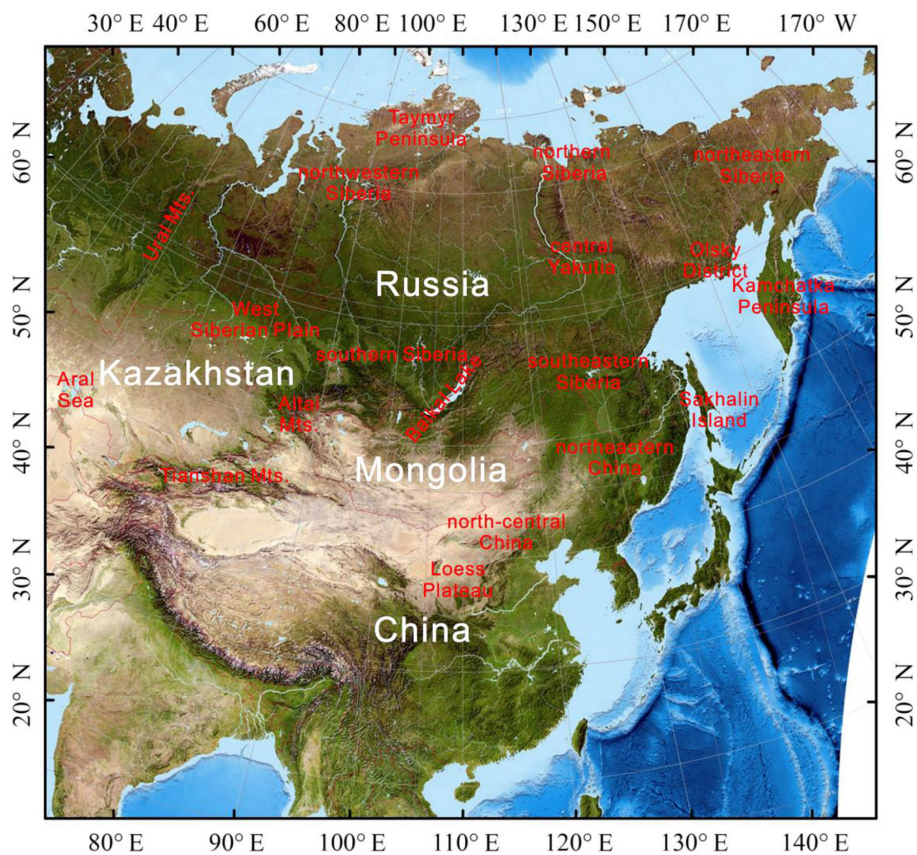 30° E 40° E 60° E 80° E 100° E 130° E 150° E 170° E 170° W
60° N
50° N
40° N
30° N
20° N
Taymyr
Peninsula
northwestern
Siberia
northern
Siberia
northeastern
Siberia
Ural Mts.
central
Yakutia
Olsky
District
Russia
Kamchatka
Peninsula
West
Siberian Plain
southern Siberia
southeastern
Siberia
Kazakhstan
Aral
Sea
Altai
Mts.
Baikal Lake
Sakhalin
Island
Mongolia
northeastern
China
Tianshan Mts.
north-central
China
Loess
Plateau
China
60° N
50° N
40° N
30° N
20° N
80° E 90° E 100° E 110° E 120° E 130° E 140° E